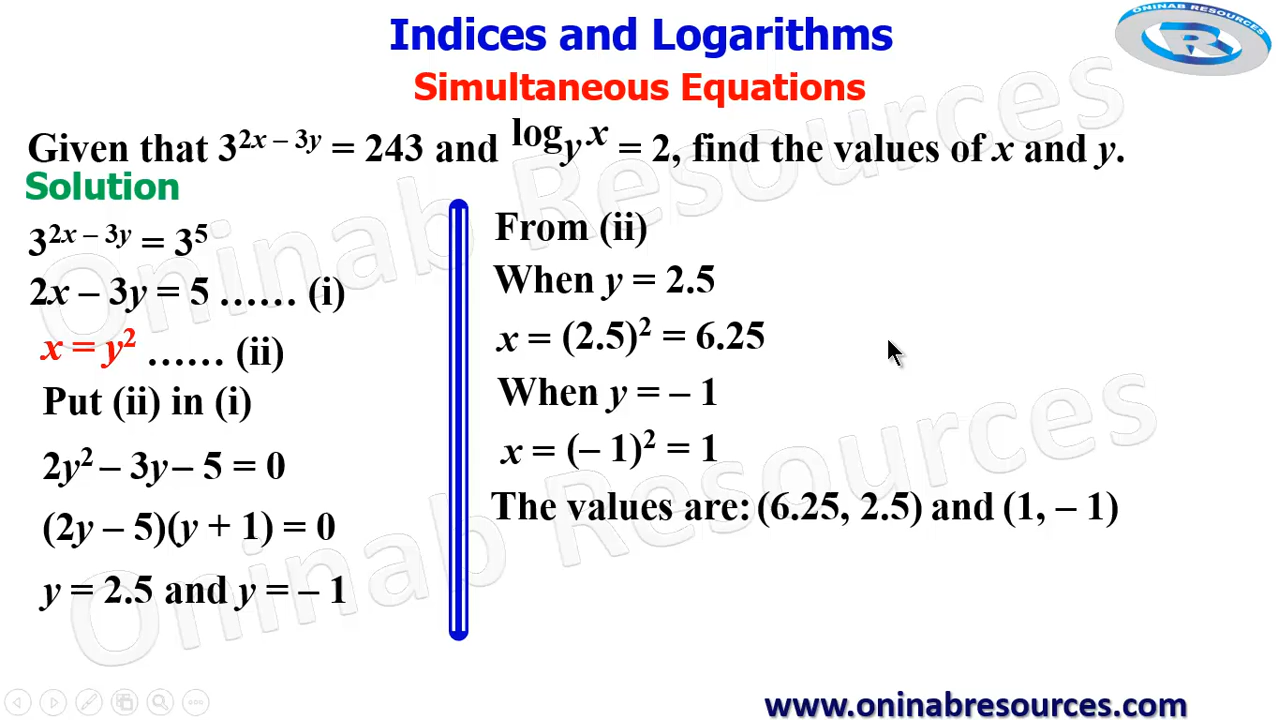 ONINAB RESOURCES
R
Indices and Logarithms
Simultaneous Equations
Given that 3^(2x – 3y) = 243 and log_y x = 2, find the values of x and y.
Solution
3^(2x – 3y) = 3⁵
2x – 3y = 5 …… (i)
x = y² …… (ii)
Put (ii) in (i)
2y² – 3y – 5 = 0
(2y – 5)(y + 1) = 0
y = 2.5 and y = – 1
From (ii)
When y = 2.5
x = (2.5)² = 6.25
When y = – 1
x = (– 1)² = 1
The values are: (6.25, 2.5) and (1, – 1)
Oninab Resources
Oninab Resources
www.oninabresources.com